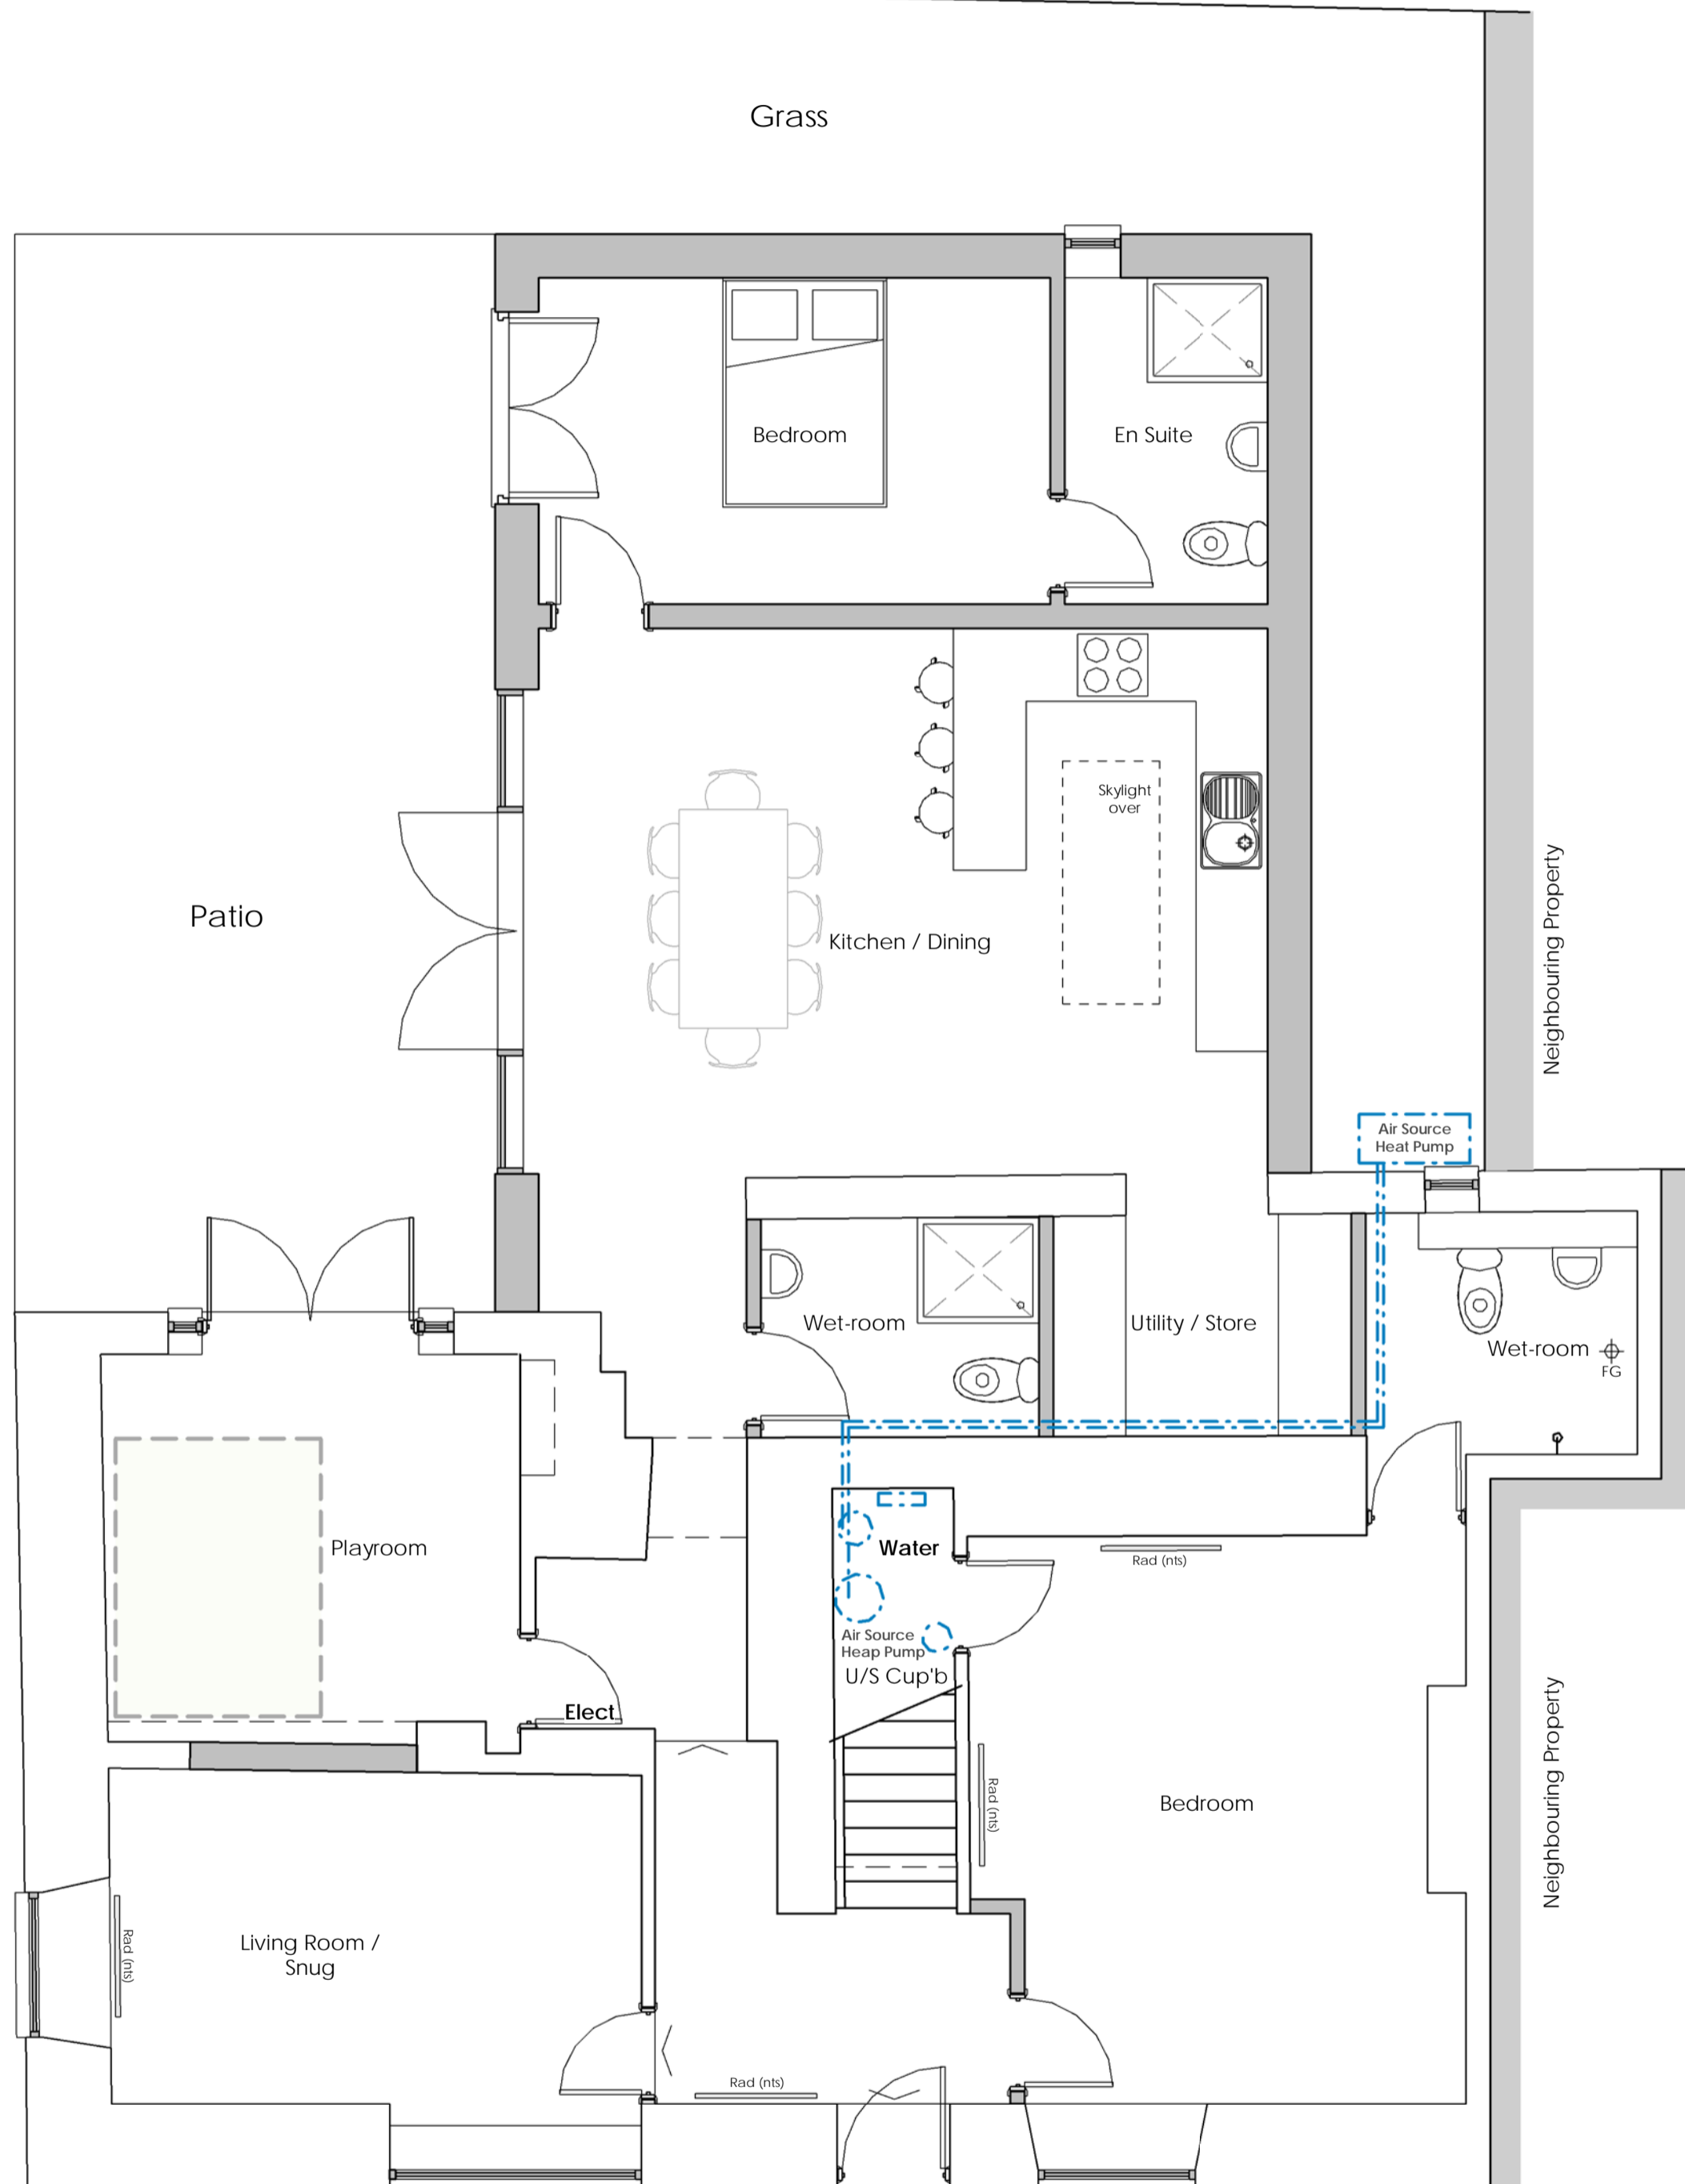 Grass
Bedroom
En Suite
Skylight
over
Patio
Kitchen / Dining
Neighbouring Property
Air Source
Heat Pump
Wet-room
Utility / Store
Wet-room
FG
Playroom
Water
Rad (nts)
Air Source
Heap Pump
U/S Cup'b
Elect
Rad (nts)
Bedroom
Neighbouring Property
Living Room /
Snug
Rad (nts)
Rad (nts)